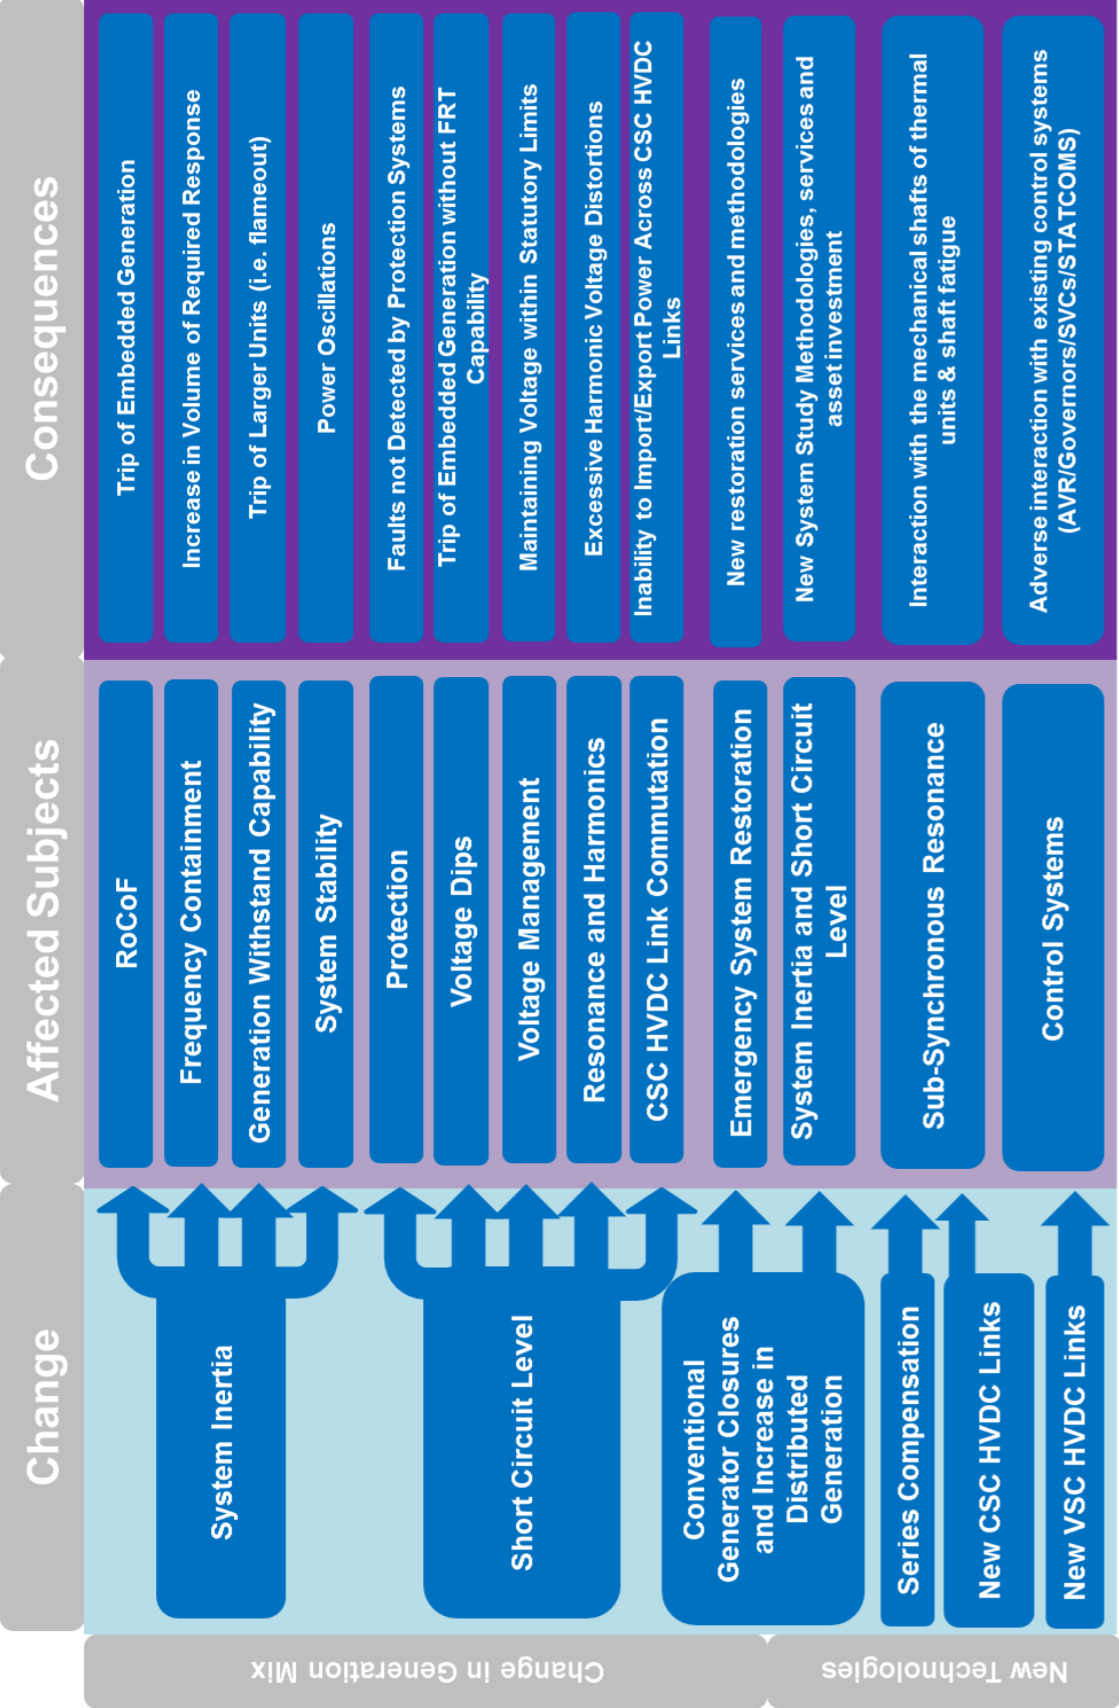 Change
Affected Subjects
Consequences
Change in Generation Mix
System Inertia
RoCoF
Trip of Embedded Generation
Frequency Containment
Increase in Volume of Required Response
Generation Withstand Capability
Trip of Larger Units (i.e. flameout)
System Stability
Power Oscillations
Short Circuit Level
Protection
Faults not Detected by Protection Systems
Voltage Dips
Trip of Embedded Generation without FRT
Capability
Voltage Management
Maintaining Voltage within Statutory Limits
Resonance and Harmonics
Excessive Harmonic Voltage Distortions
CSC HVDC Link Commutation
Inability to Import/Export Power Across CSC HVDC
Links
Conventional
Generator Closures
and Increase in
Distributed
Generation
Emergency System Restoration
New restoration services and methodologies
System Inertia and Short Circuit
Level
New System Study Methodologies, services and
asset investment
New Technologies
Series Compensation
New CSC HVDC Links
Sub-Synchronous Resonance
Interaction with the mechanical shafts of thermal
units & shaft fatigue
New VSC HVDC Links
Control Systems
Adverse interaction with existing control systems
(AVR/Governors/SVCs/STATCOMS)